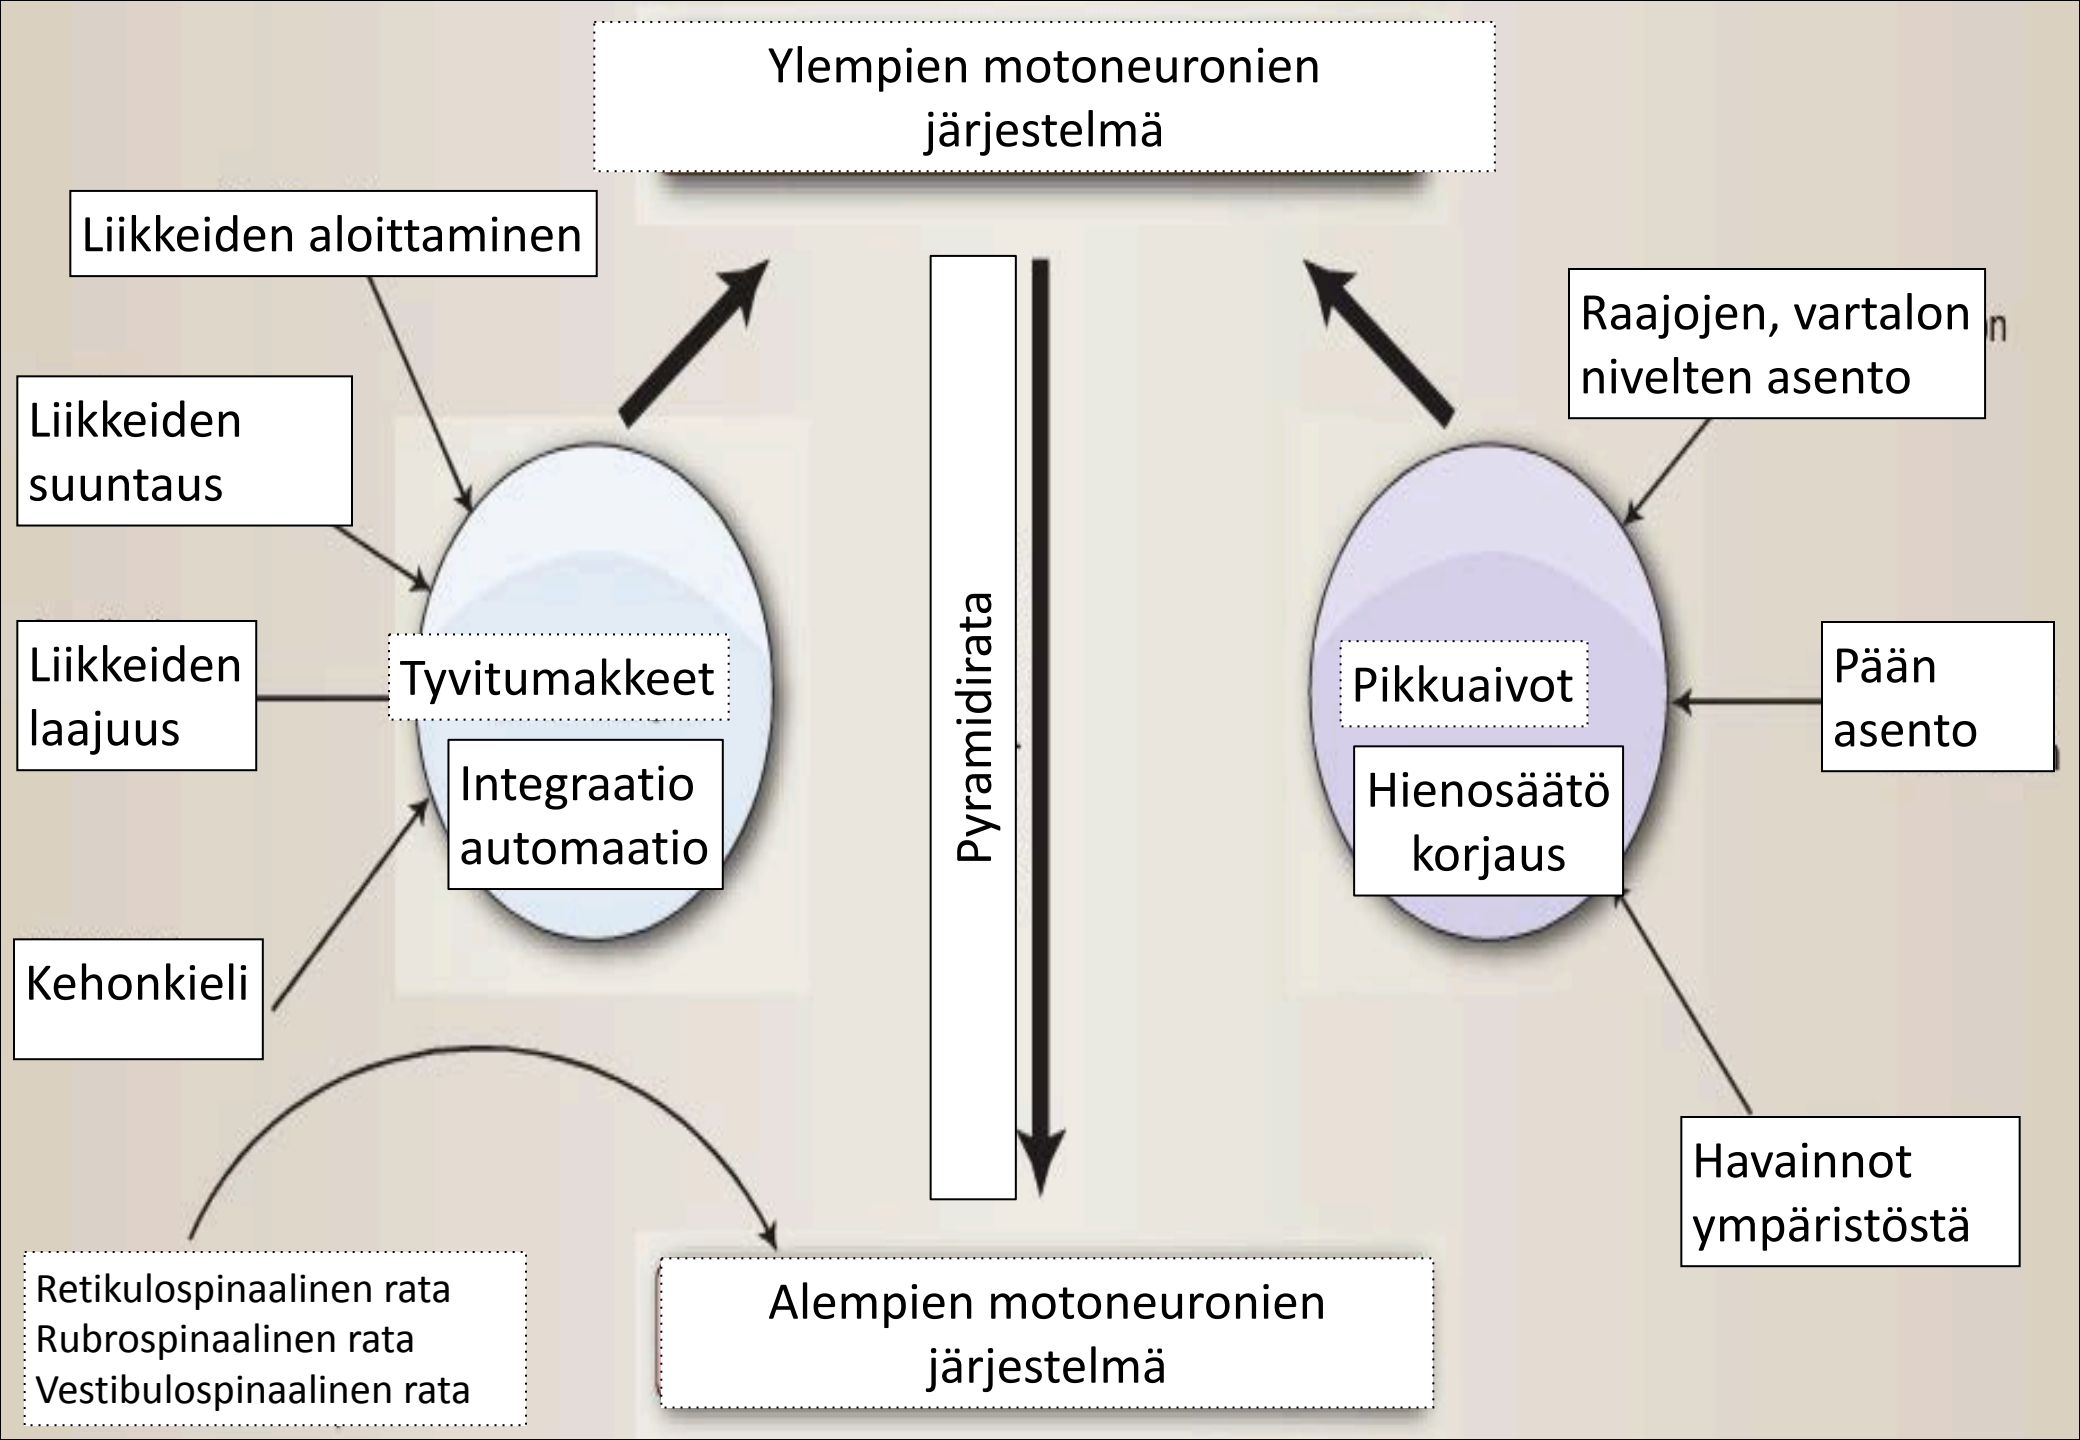 Ylempien motoneuronien
järjestelmä
Liikkeiden aloittaminen
Raajojen, vartalon
nivelten asento
Liikkeiden
suuntaus
Liikkeiden
laajuus
Tyvitumakkeet
Integraatio
automaatio
Pyramidirata
Pikkuaivot
Hienosäätö
korjaus
Pään
asento
Kehonkieli
Havainnot
ympäristöstä
Retikulospinaalinen rata
Rubrospinaalinen rata
Vestibulospinaalinen rata
Alempien motoneuronien
järjestelmä